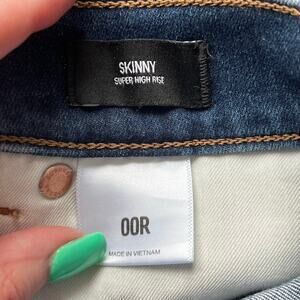 SKINNY
SUPER HIGH RISE
00R
MADE IN VIETNAM